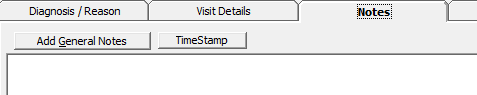 Diagnosis / Reason Visit Details Notes
Add General Notes TimeStamp